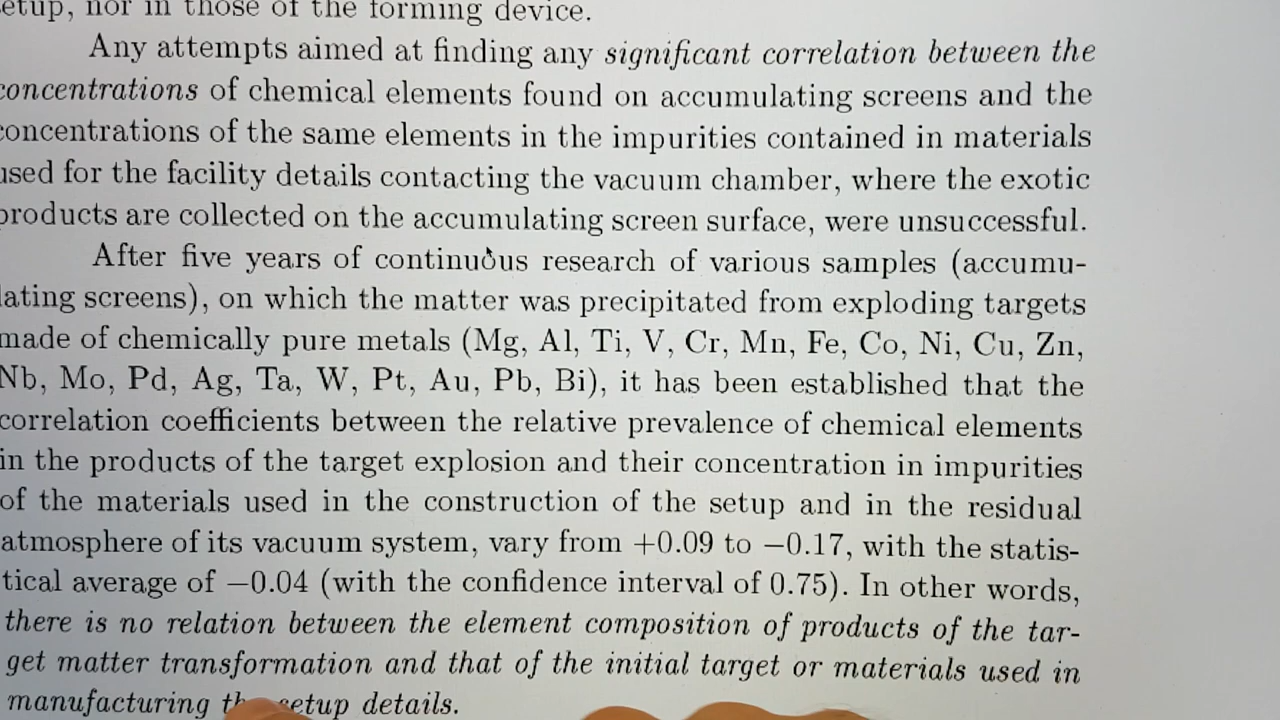 etup, nor in those of the forming device.
Any attempts aimed at finding any significant correlation between the
concentrations of chemical elements found on accumulating screens and the
concentrations of the same elements in the impurities contained in materials
used for the facility details contacting the vacuum chamber, where the exotic
products are collected on the accumulating screen surface, were unsuccessful.
After five years of continuous research of various samples (accumu-
lating screens), on which the matter was precipitated from exploding targets
made of chemically pure metals (Mg, Al, Ti, V, Cr, Mn, Fe, Co, Ni, Cu, Zn,
Nb, Mo, Pd, Ag, Ta, W, Pt, Au, Pb, Bi), it has been established that the
correlation coefficients between the relative prevalence of chemical elements
in the products of the target explosion and their concentration in impurities
of the materials used in the construction of the setup and in the residual
atmosphere of its vacuum system, vary from +0.09 to −0.17, with the statis-
tical average of −0.04 (with the confidence interval of 0.75). In other words,
there is no relation between the element composition of products of the tar-
get matter transformation and that of the initial target or materials used in
manufacturing the setup details.